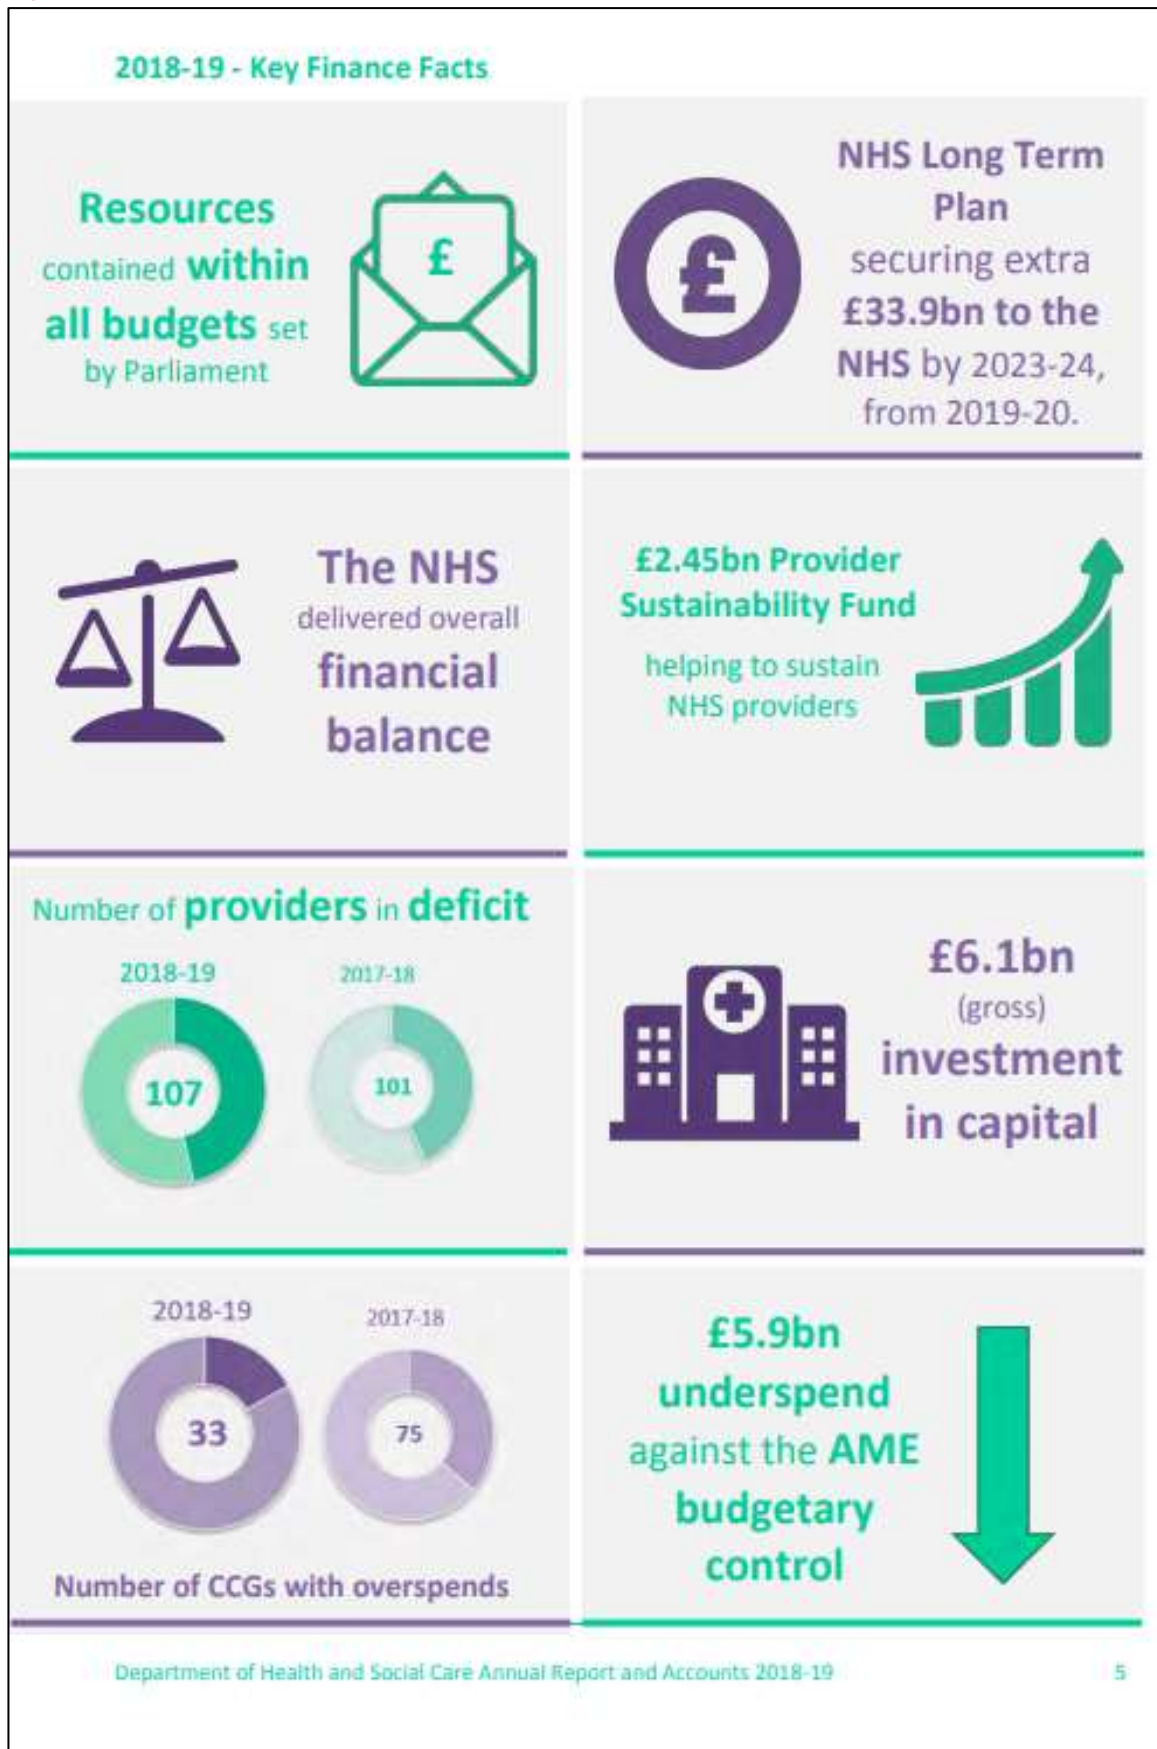 2018-19 - Key Finance Facts
Resources
contained within
all budgets set
by Parliament
£
£
NHS Long Term
Plan
securing extra
£33.9bn to the
NHS by 2023-24,
from 2019-20.
The NHS
delivered overall
financial
balance
£2.45bn Provider
Sustainability Fund
helping to sustain
NHS providers
Number of providers in deficit
2018-19
2017-18
107
101
£6.1bn
(gross)
investment
in capital
2018-19
2017-18
33
75
Number of CCGs with overspends
£5.9bn
underspend
against the AME
budgetary
control
Department of Health and Social Care Annual Report and Accounts 2018-19
5